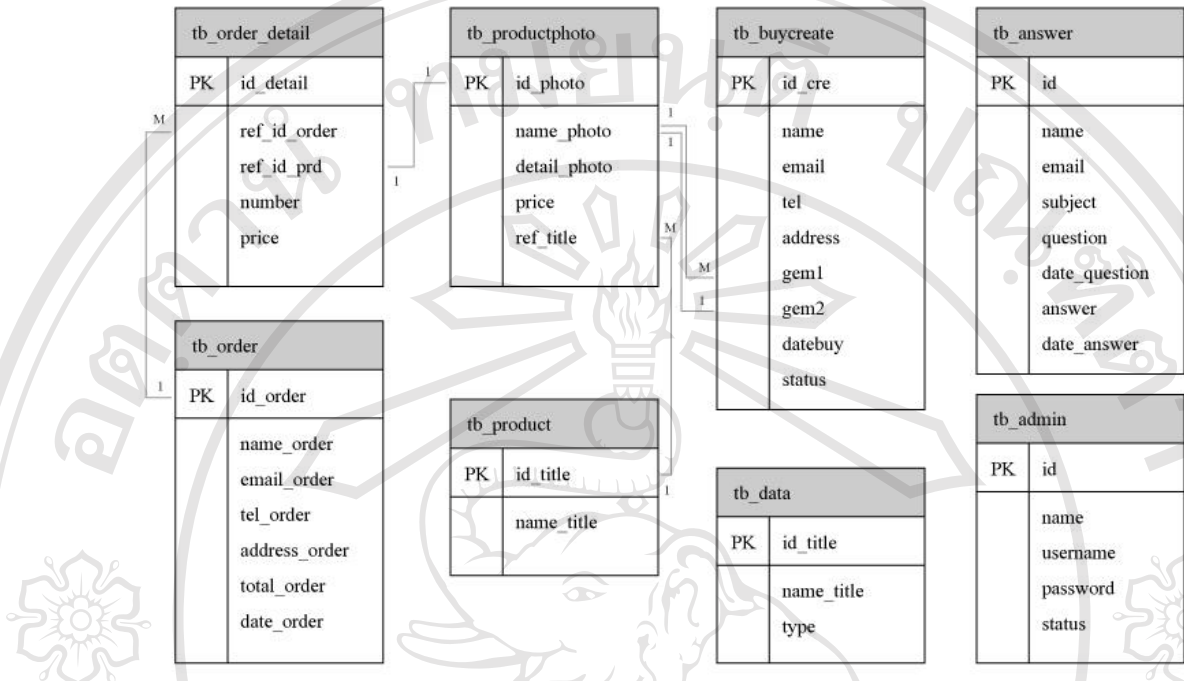 tb_order_detail
PK id_detail
ref_id_order
ref_id_prd
number
price
M
1
1
1
tb_order
PK id_order
name_order
email_order
tel_order
address_order
total_order
date_order
tb_productphoto
PK id_photo
name_photo
detail_photo
price
ref_title
1
1
M
M
1
1
tb_product
PK id_title
name_title
tb_buycreate
PK id_cre
name
email
tel
address
gem1
gem2
datebuy
status
tb_data
PK id_title
name_title
type
tb_answer
PK id
name
email
subject
question
date_question
answer
date_answer
tb_admin
PK id
name
username
password
status